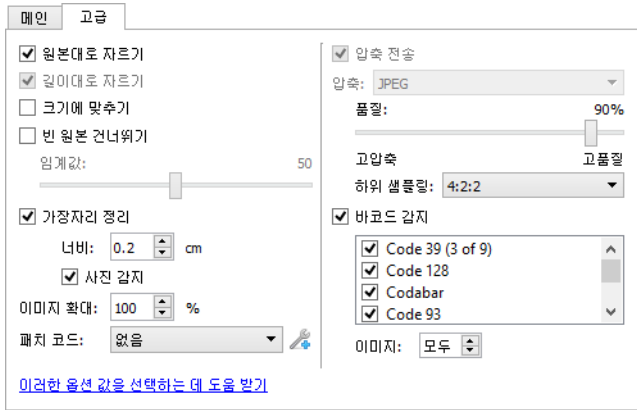 메인
고급
원본대로 자르기
길이대로 자르기
크기에 맞추기
빈 원본 건너뛰기
임계값: 50
가장자리 정리
너비: 0.2 cm
사진 감지
이미지 확대: 100 %
패치 코드: 없음
이러한 옵션 값을 선택하는 데 도움 받기
압축 전송
압축: JPEG
품질: 90%
고압축 고품질
하위 샘플링: 4:2:2
바코드 감지
Code 39 (3 of 9)
Code 128
Codabar
Code 93
이미지: 모두